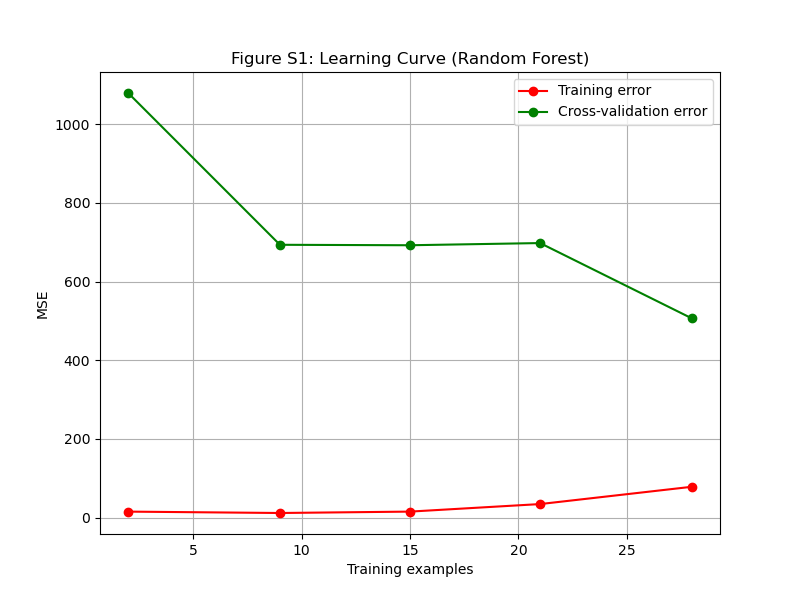 Figure S1: Learning Curve (Random Forest)
Training error
Cross-validation error
1000
800
600
400
200
0
MSE
5
10
15
20
25
Training examples